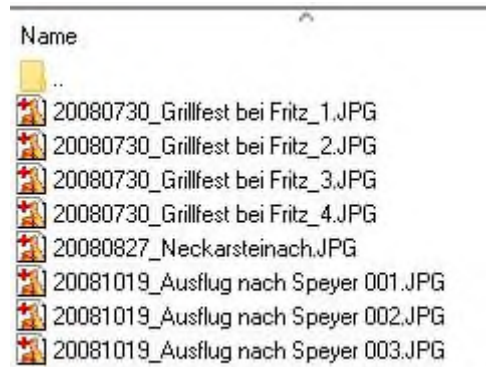 Name
..
20080730_Grillfest bei Fritz_1.JPG
20080730_Grillfest bei Fritz_2.JPG
20080730_Grillfest bei Fritz_3.JPG
20080730_Grillfest bei Fritz_4.JPG
20080827_Neckarsteinach.JPG
20081019_Ausflug nach Speyer 001.JPG
20081019_Ausflug nach Speyer 002.JPG
20081019_Ausflug nach Speyer 003.JPG